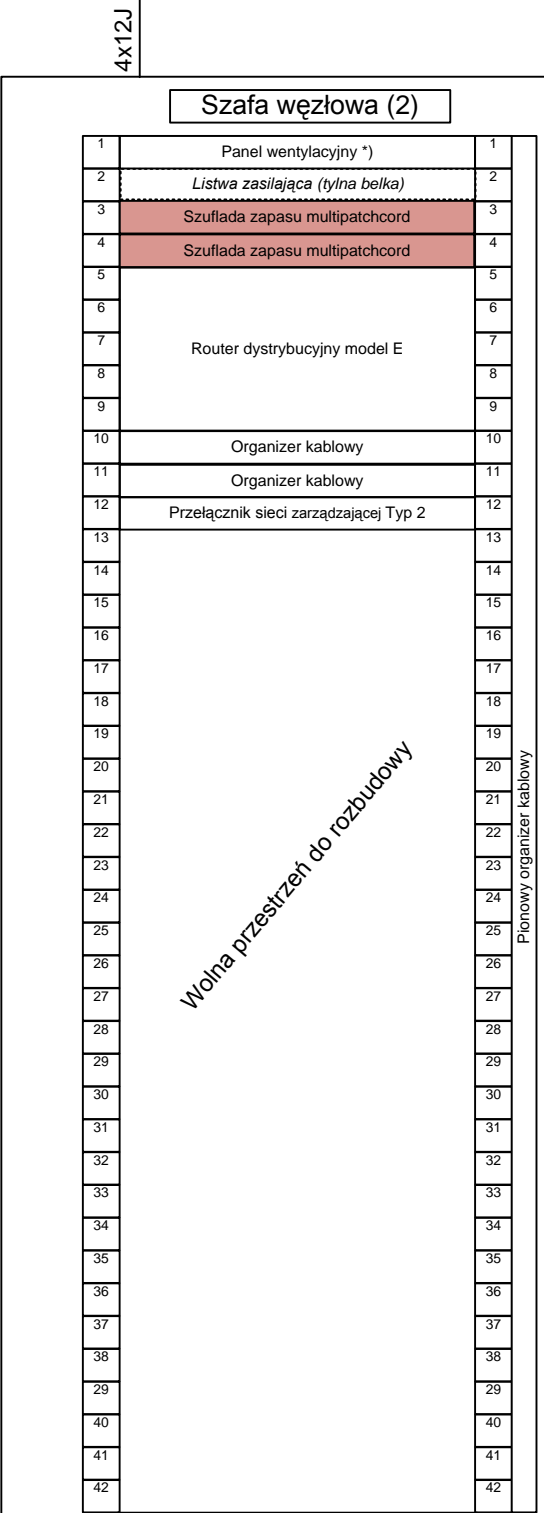 4x12J
Szafa węzłowa (2)
1 Panel wentylacyjny *) 1
2 Listwa zasilająca (tylna belka) 2
3 Szuflada zapasu multipatchcord 3
4 Szuflada zapasu multipatchcord 4
5 5
6 6
7 Router dystrybucyjny model E 7
8 8
9 9
10 Organizer kablowy 10
11 Organizer kablowy 11
12 Przełącznik sieci zarządzającej Typ 2 12
13 13
14 14
15 15
16 16
17 17
18 18
19 19
20 20
21 21
22 22
23 23
24 24
25 25
26 26
27 27
28 28
29 29
30 30
31 31
32 32
33 33
34 34
35 35
36 36
37 37
38 38
29 29
40 40
41 41
42 42
Wolna przestrzeń do rozbudowy
Pionowy organizer kablowy